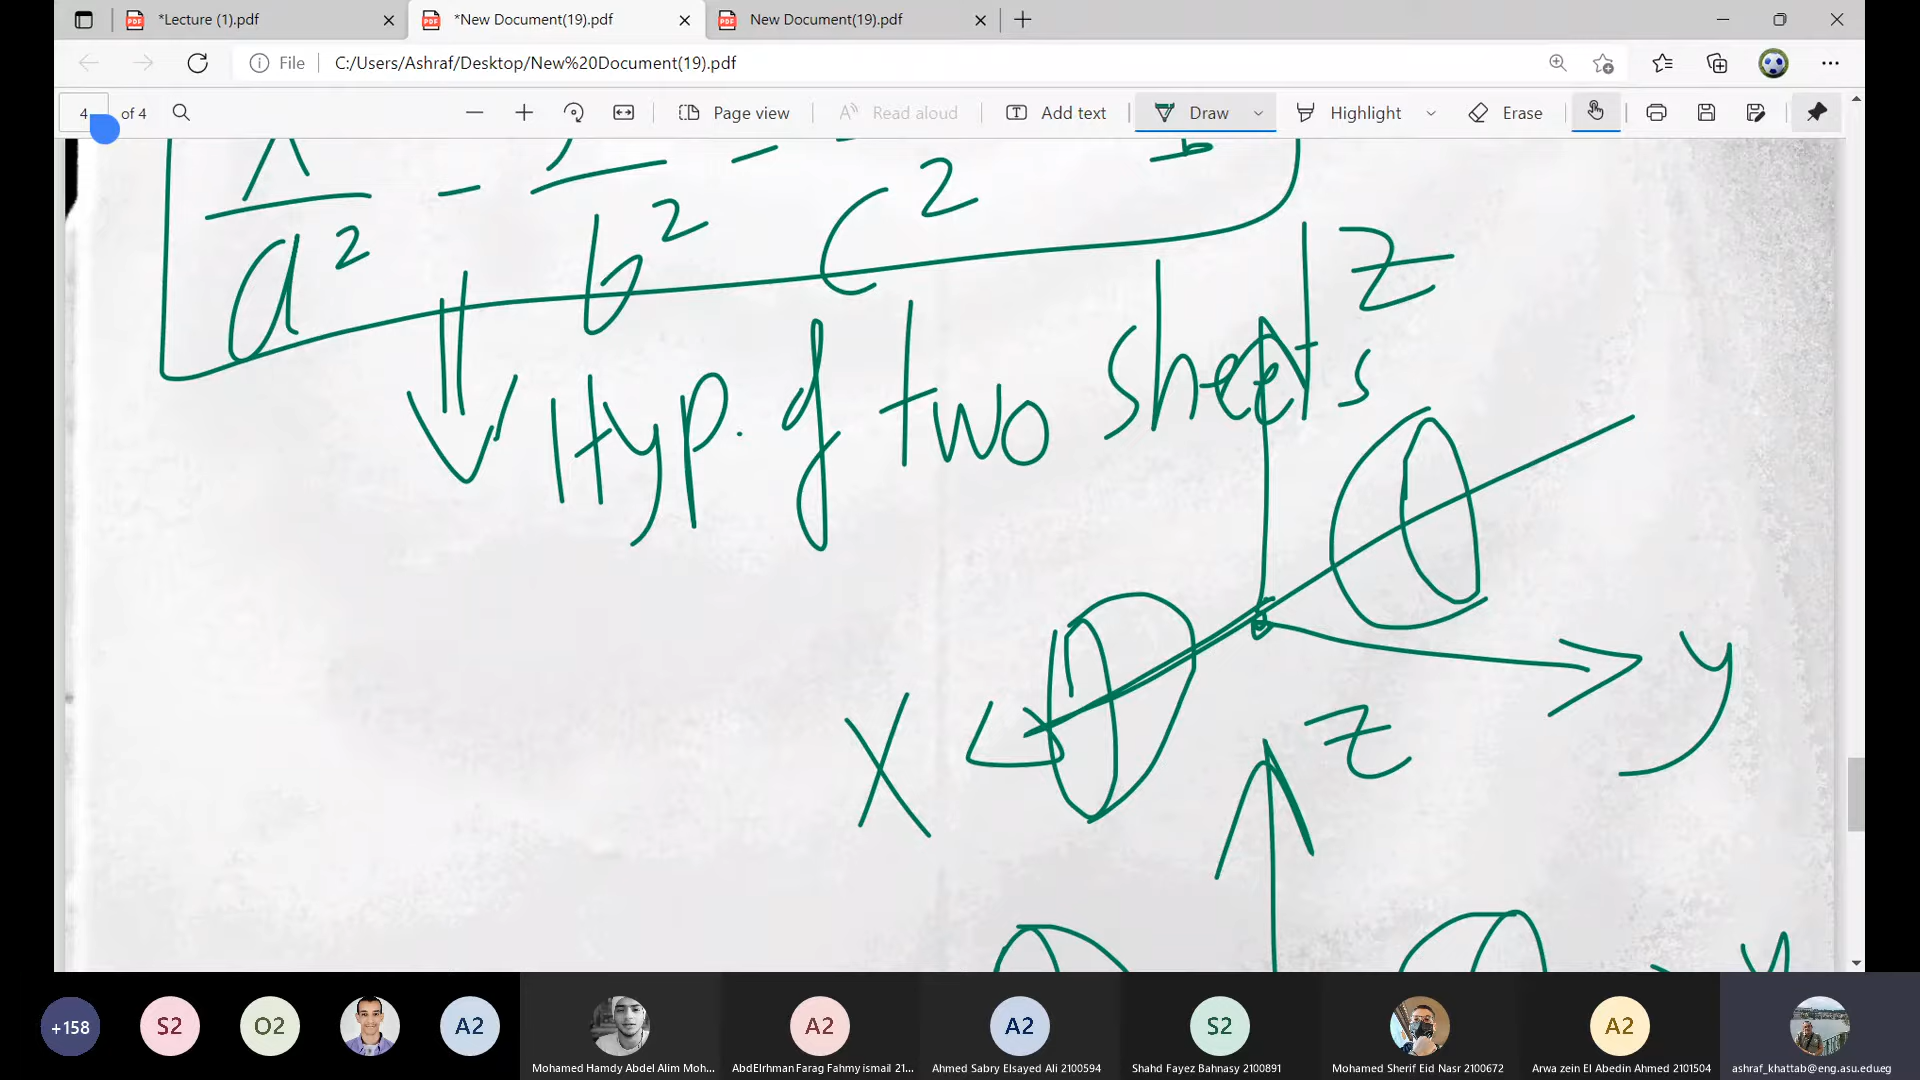 *Lecture (1).pdf
*New Document(19).pdf
New Document(19).pdf
File
C:/Users/Ashraf/Desktop/New%20Document(19).pdf
4 of 4
Page view
Read aloud
Add text
Draw
Highlight
Erase
a² - b² - c²
Hyp. of two sheets
z
y
x
z
y
+158
S2
O2
A2
A2
A2
S2
A2
Mohamed Hamdy Abdel Alim Moh...
AbdElrhman Farag Fahmy ismail 21...
Ahmed Sabry Elsayed Ali 2100594
Shahd Fayez Bahnasy 2100891
Mohamed Sherif Eid Nasr 2100672
Arwa zein El Abedin Ahmed 2101504
ashraf_khattab@eng.asu.edu.eg